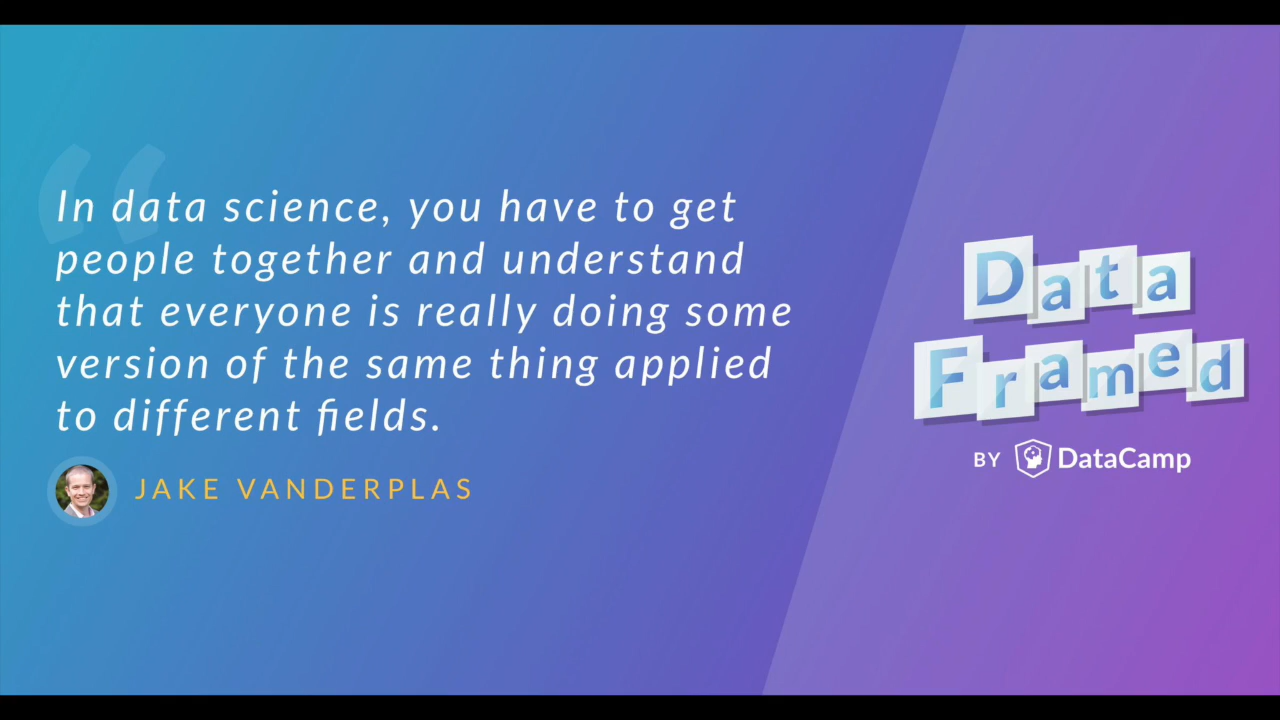 In data science, you have to get
people together and understand
that everyone is really doing some
version of the same thing applied
to different fields.
JAKE VANDERPLAS
Data
Framed
BY DataCamp